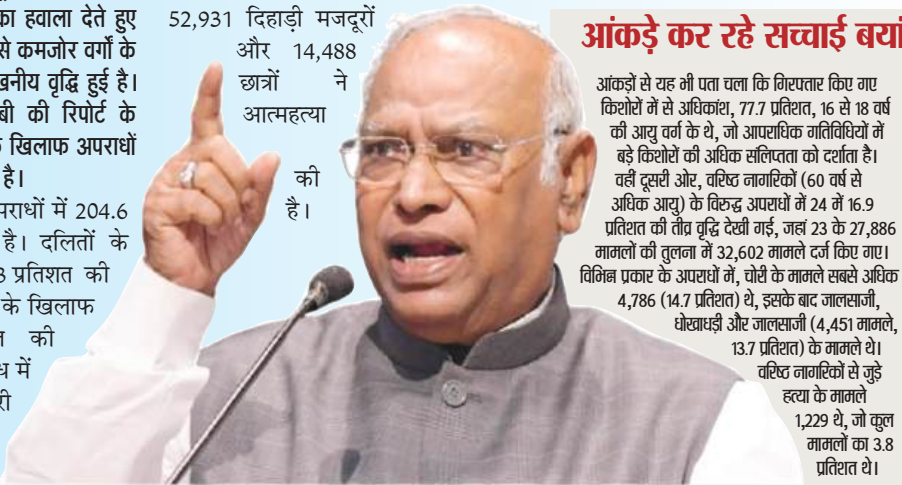 का हवाला देते हुए
से कमजोर वर्गों के
खनीय वृद्धि हुई है।
बी की रिपोर्ट के
खिलाफ अपराधों
है।
पराधों में 204.6
है। दलितों के
प्रतिशत की
के खिलाफ
की
में
52,931 दिहाड़ी मजदूरों
और 14,488
छात्रों ने
आत्महत्या
की
है।
आंकड़े कर रहे सच्चाई बयां
आंकड़ों से यह भी पता चला कि गिरफ्तार किए गए
किशोरों में से अधिकांश, 77.7 प्रतिशत, 16 से 18 वर्ष
की आयु वर्ग के थे, जो आपराधिक गतिविधियों में
बड़े किशोरों की अधिक संलिप्तता को दर्शाता है।
वहीं दूसरी ओर, वरिष्ठ नागरिकों (60 वर्ष से
अधिक आयु) के विरुद्ध अपराधों में 24 में 16.9
प्रतिशत की तीव्र वृद्धि देखी गई, जहां 23 के 27,886
मामलों की तुलना में 32,602 मामले दर्ज किए गए।
विभिन्न प्रकार के अपराधों में, चोरी के मामले सबसे अधिक
4,786 (14.7 प्रतिशत) थे, इसके बाद जालसाजी,
धोखाधड़ी और जालसाजी (4,451 मामले,
13.7 प्रतिशत) के मामले थे।
वरिष्ठ नागरिकों से जुड़े
हत्या के मामले
1,229 थे, जो कुल
मामलों का 3.8
प्रतिशत थे।